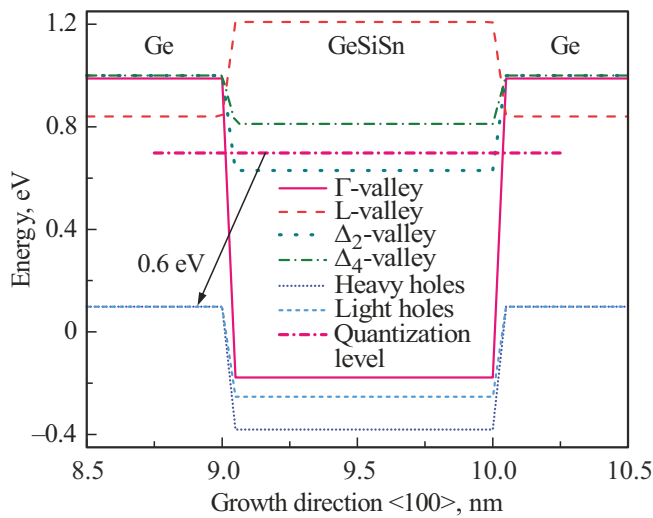 Ge GeSiSn Ge
1.2
0.8
0.4
0
–0.4
Energy, eV
0.6 eV
Γ-valley
L-valley
Δ2-valley
Δ4-valley
Heavy holes
Light holes
Quantization
level
8.5 9.0 9.5 10.0 10.5
Growth direction <100>, nm